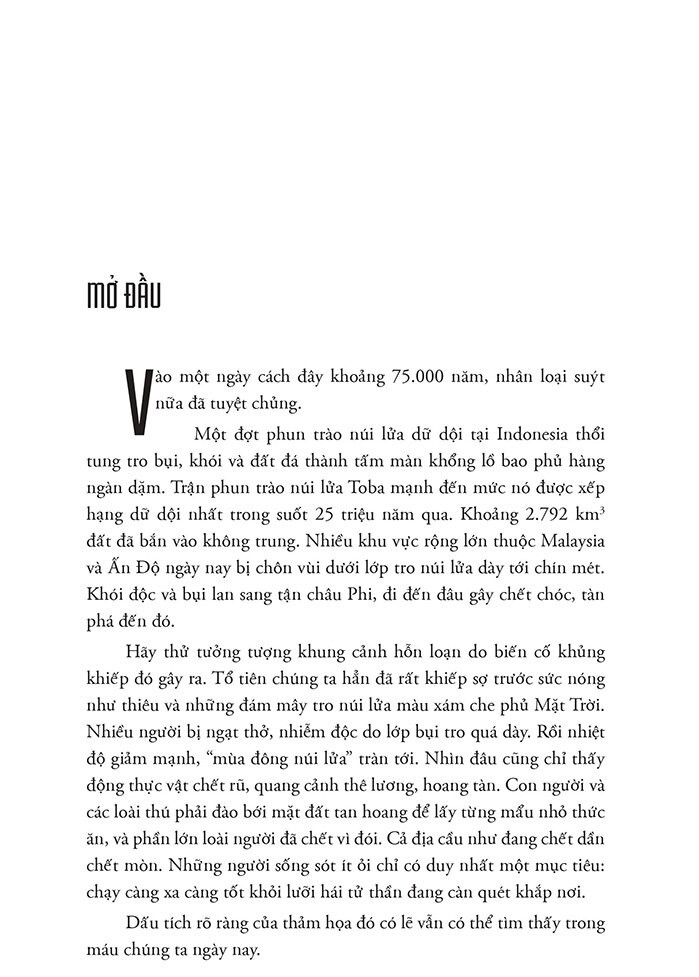 MỞ ĐẦU
Vào một ngày cách đây khoảng 75.000 năm, nhân loại suýt
nữa đã tuyệt chủng.
Một đợt phun trào núi lửa dữ dội tại Indonesia thổi
tung tro bụi, khói và đất đá thành tấm màn khổng lồ bao phủ hàng
ngàn dặm. Trận phun trào núi lửa Toba mạnh đến mức nó được xếp
hạng dữ dội nhất trong suốt 25 triệu năm qua. Khoảng 2.792 km³
đất đã bắn vào không trung. Nhiều khu vực rộng lớn thuộc Malaysia
và Ấn Độ ngày nay bị chôn vùi dưới lớp tro núi lửa dày tới chín mét.
Khói độc và bụi lan sang tận châu Phi, đi đến đâu gây chết chóc, tàn
phá đến đó.
Hãy thử tưởng tượng khung cảnh hỗn loạn do biến cố khủng
khiếp đó gây ra. Tổ tiên chúng ta hẳn đã rất khiếp sợ trước sức nóng
như thiêu và những đám mây tro núi lửa màu xám che phủ Mặt Trời.
Nhiều người bị ngạt thở, nhiễm độc do lớp bụi tro quá dày. Rồi nhiệt
độ giảm mạnh, “mùa đông núi lửa” tràn tới. Nhìn đâu cũng chỉ thấy
động thực vật chết rũ, quang cảnh thê lương, hoang tàn. Con người và
các loài thú phải đào bới mặt đất tan hoang để lấy từng mẩu nhỏ thức
ăn, và phần lớn loài người đã chết vì đói. Cả địa cầu như đang chết dần
chết mòn. Những người sống sót ít ỏi chỉ có duy nhất một mục tiêu:
chạy càng xa càng tốt khỏi lưỡi hái tử thần đang càn quét khắp nơi.
Dấu tích rõ ràng của thảm họa đó có lẽ vẫn có thể tìm thấy trong
máu chúng ta ngày nay.